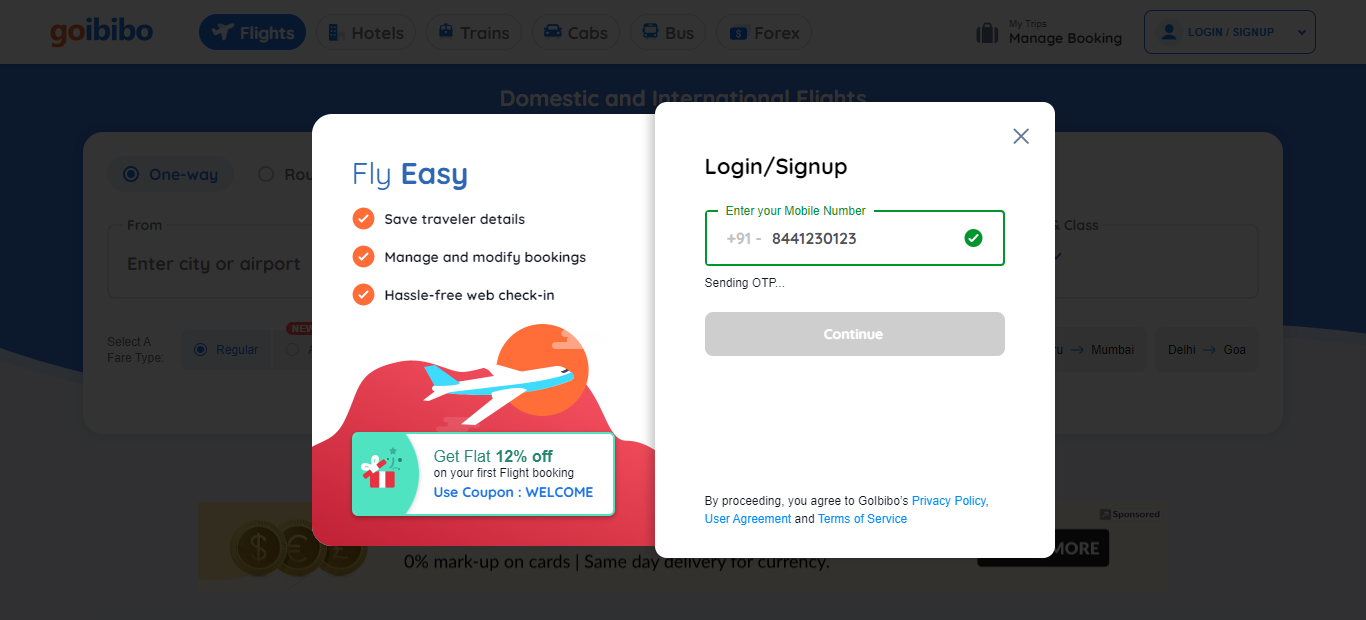 goibibo
Flights
Hotels
Trains
Cabs
Bus
Forex
My Trips
Manage Booking
LOGIN / SIGNUP
Domestic and International Flights
One-way
From
Enter city or airport
& Class
Select A
Fare Type:
Regular
Mumbai
Delhi
Goa
Fly Easy
Save traveler details
Manage and modify bookings
Hassle-free web check-in
Get Flat 12% off
on your first Flight booking
Use Coupon : WELCOME
Login/Signup
Enter your Mobile Number
+91 - 8441230123
Sending OTP...
Continue
By proceeding, you agree to GoIbibo's Privacy Policy,
User Agreement and Terms of Service
Sponsored
0% mark-up on cards | Same day delivery for currency.
MORE